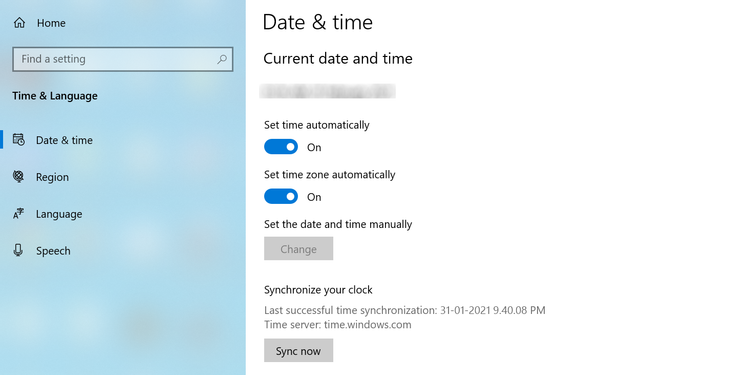 Home
Find a setting
Time & Language
Date & time
Region
Language
Speech
Date & time
Current date and time
Set time automatically
On
Set time zone automatically
On
Set the date and time manually
Change
Synchronize your clock
Last successful time synchronization: 31-01-2021 9.40.08 PM
Time server: time.windows.com
Sync now